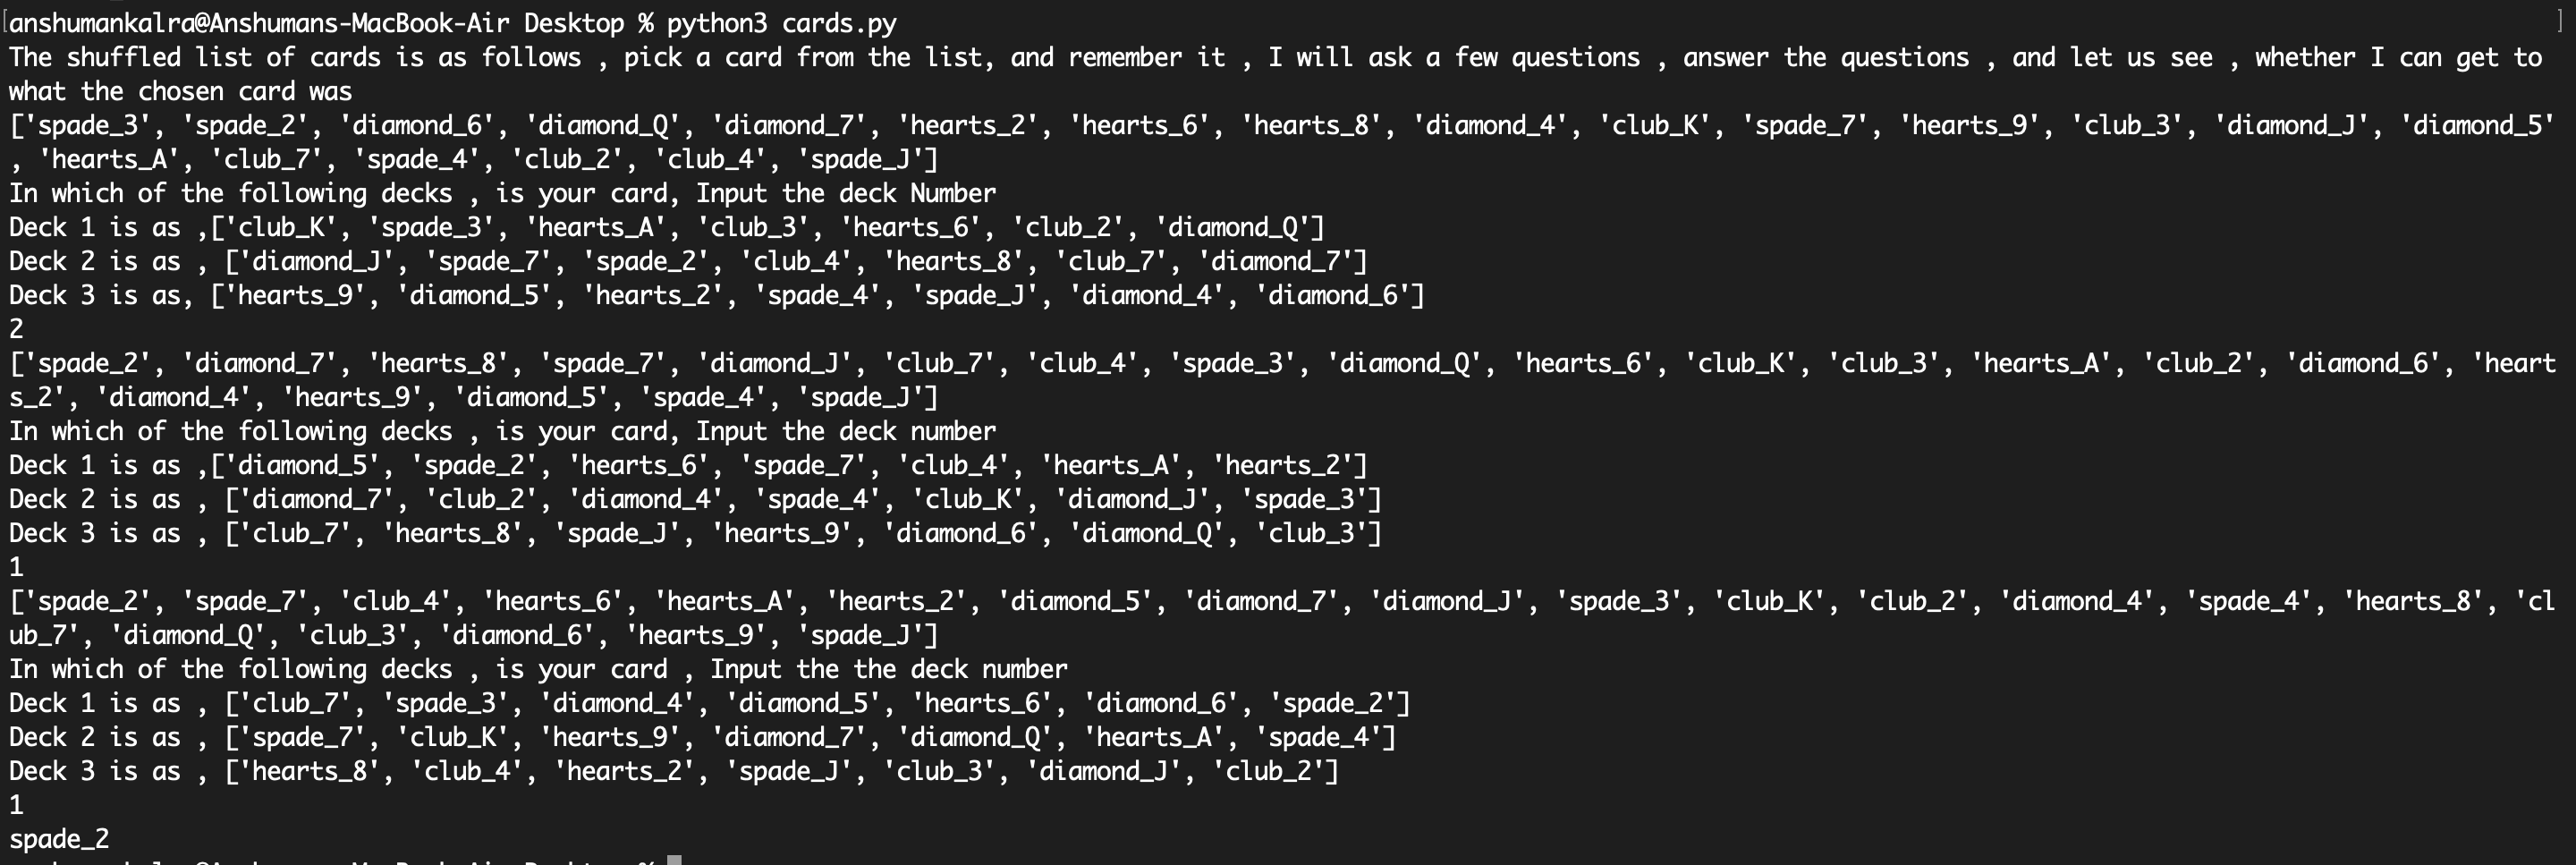 [anshumankalra@Anshumans-MacBook-Air Desktop % python3 cards.py ]
The shuffled list of cards is as follows , pick a card from the list, and remember it , I will ask a few questions , answer the questions , and let us see , whether I can get to
what the chosen card was
['spade_3', 'spade_2', 'diamond_6', 'diamond_Q', 'diamond_7', 'hearts_2', 'hearts_6', 'hearts_8', 'diamond_4', 'club_K', 'spade_7', 'hearts_9', 'club_3', 'diamond_J', 'diamond_5'
, 'hearts_A', 'club_7', 'spade_4', 'club_2', 'club_4', 'spade_J']
In which of the following decks , is your card, Input the deck Number
Deck 1 is as ,['club_K', 'spade_3', 'hearts_A', 'club_3', 'hearts_6', 'club_2', 'diamond_Q']
Deck 2 is as , ['diamond_J', 'spade_7', 'spade_2', 'club_4', 'hearts_8', 'club_7', 'diamond_7']
Deck 3 is as, ['hearts_9', 'diamond_5', 'hearts_2', 'spade_4', 'spade_J', 'diamond_4', 'diamond_6']
2
['spade_2', 'diamond_7', 'hearts_8', 'spade_7', 'diamond_J', 'club_7', 'club_4', 'spade_3', 'diamond_Q', 'hearts_6', 'club_K', 'club_3', 'hearts_A', 'club_2', 'diamond_6', 'heart
s_2', 'diamond_4', 'hearts_9', 'diamond_5', 'spade_4', 'spade_J']
In which of the following decks , is your card, Input the deck number
Deck 1 is as ,['diamond_5', 'spade_2', 'hearts_6', 'spade_7', 'club_4', 'hearts_A', 'hearts_2']
Deck 2 is as , ['diamond_7', 'club_2', 'diamond_4', 'spade_4', 'club_K', 'diamond_J', 'spade_3']
Deck 3 is as , ['club_7', 'hearts_8', 'spade_J', 'hearts_9', 'diamond_6', 'diamond_Q', 'club_3']
1
['spade_2', 'spade_7', 'club_4', 'hearts_6', 'hearts_A', 'hearts_2', 'diamond_5', 'diamond_7', 'diamond_J', 'spade_3', 'club_K', 'club_2', 'diamond_4', 'spade_4', 'hearts_8', 'cl
ub_7', 'diamond_Q', 'club_3', 'diamond_6', 'hearts_9', 'spade_J']
In which of the following decks , is your card , Input the the deck number
Deck 1 is as , ['club_7', 'spade_3', 'diamond_4', 'diamond_5', 'hearts_6', 'diamond_6', 'spade_2']
Deck 2 is as , ['spade_7', 'club_K', 'hearts_9', 'diamond_7', 'diamond_Q', 'hearts_A', 'spade_4']
Deck 3 is as , ['hearts_8', 'club_4', 'hearts_2', 'spade_J', 'club_3', 'diamond_J', 'club_2']
1
spade_2
anshumankalra@Anshumans-MacBook-Air Desktop %